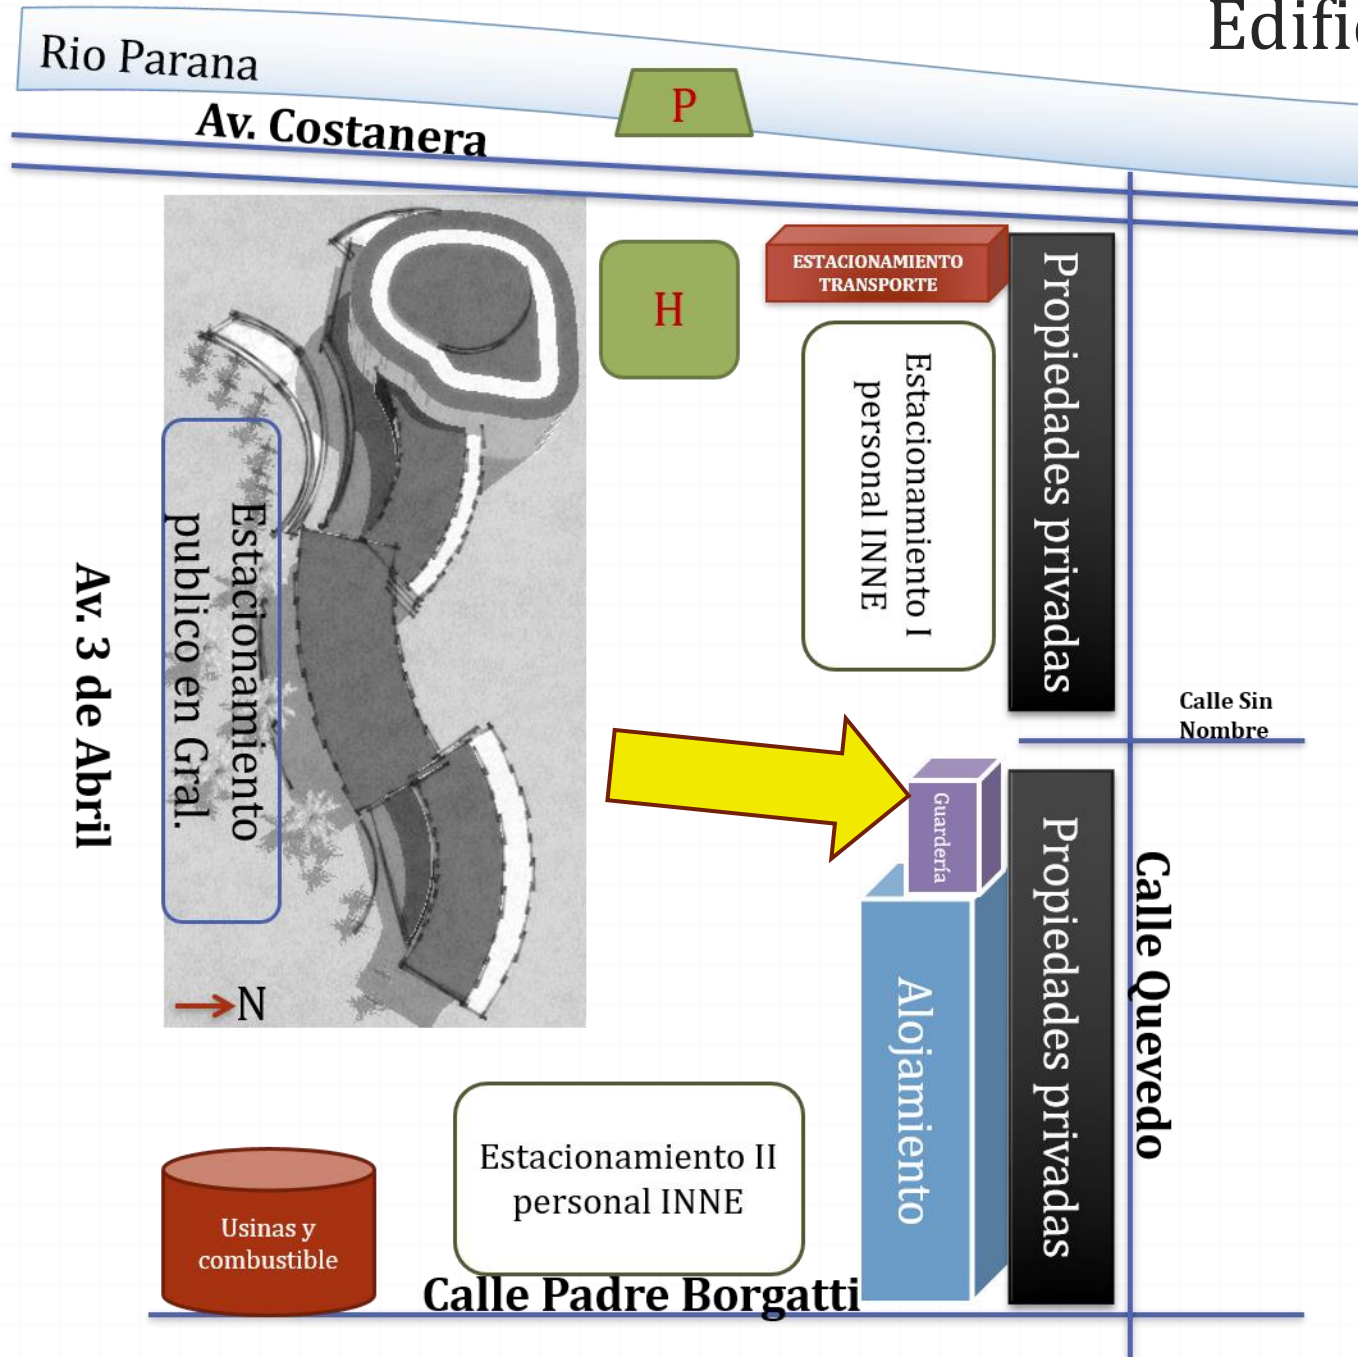 Rio Parana
Av. Costanera
P
H
ESTACIONAMIENTO
TRANSPORTE
Propiedades privadas
Estacionamiento I
personal INNE
Estacionamiento
publico en Gral.
Av. 3 de Abril
Calle Sin
Nombre
Guardería
Alojamiento
Propiedades privadas
Calle Quevedo
N
Estacionamiento II
personal INNE
Usinas y
combustible
Calle Padre Borgatti